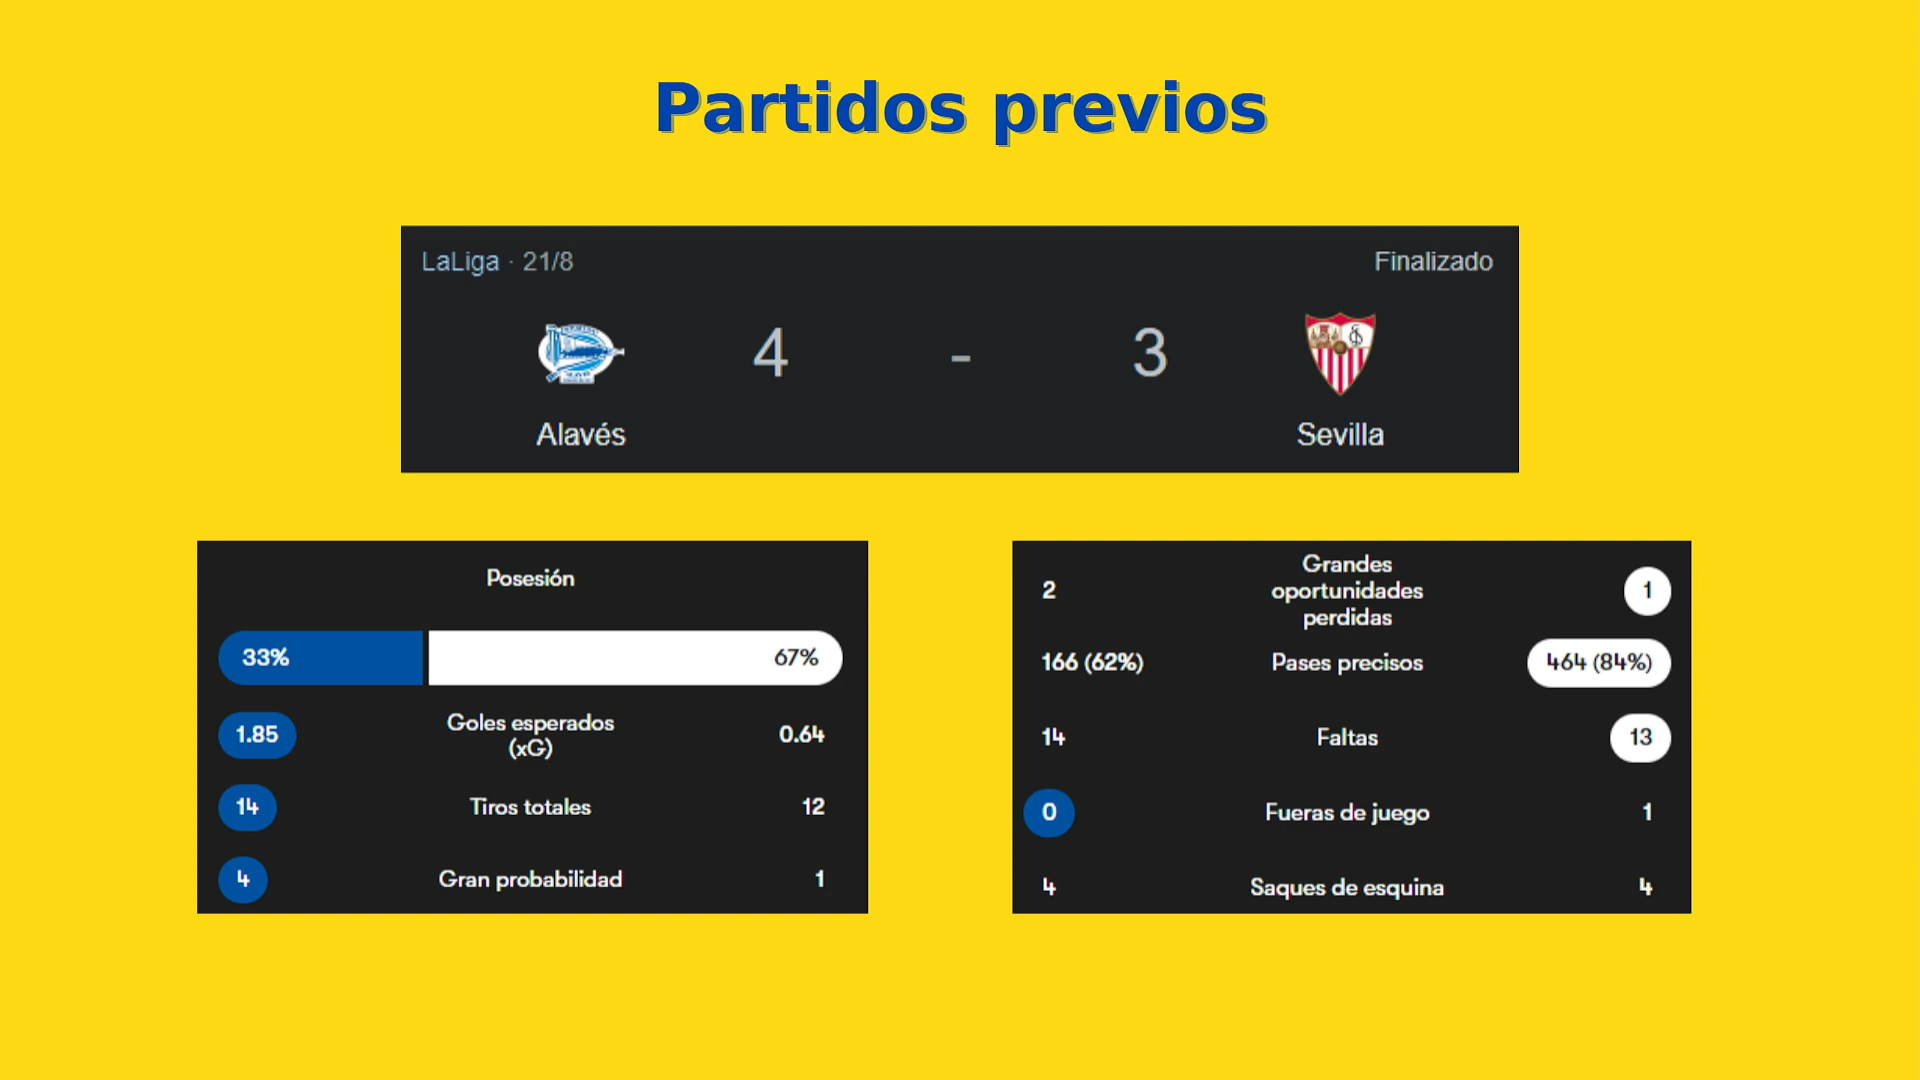 Partidos previos
LaLiga · 21/8
Finalizado
4 - 3
Alavés
Sevilla
Posesión
33%
67%
1.85
Goles esperados
(xG)
0.64
14
Tiros totales
12
4
Gran probabilidad
1
2
Grandes
oportunidades
perdidas
1
166 (62%)
Pases precisos
464 (84%)
14
Faltas
13
0
Fueras de juego
1
4
Saques de esquina
4